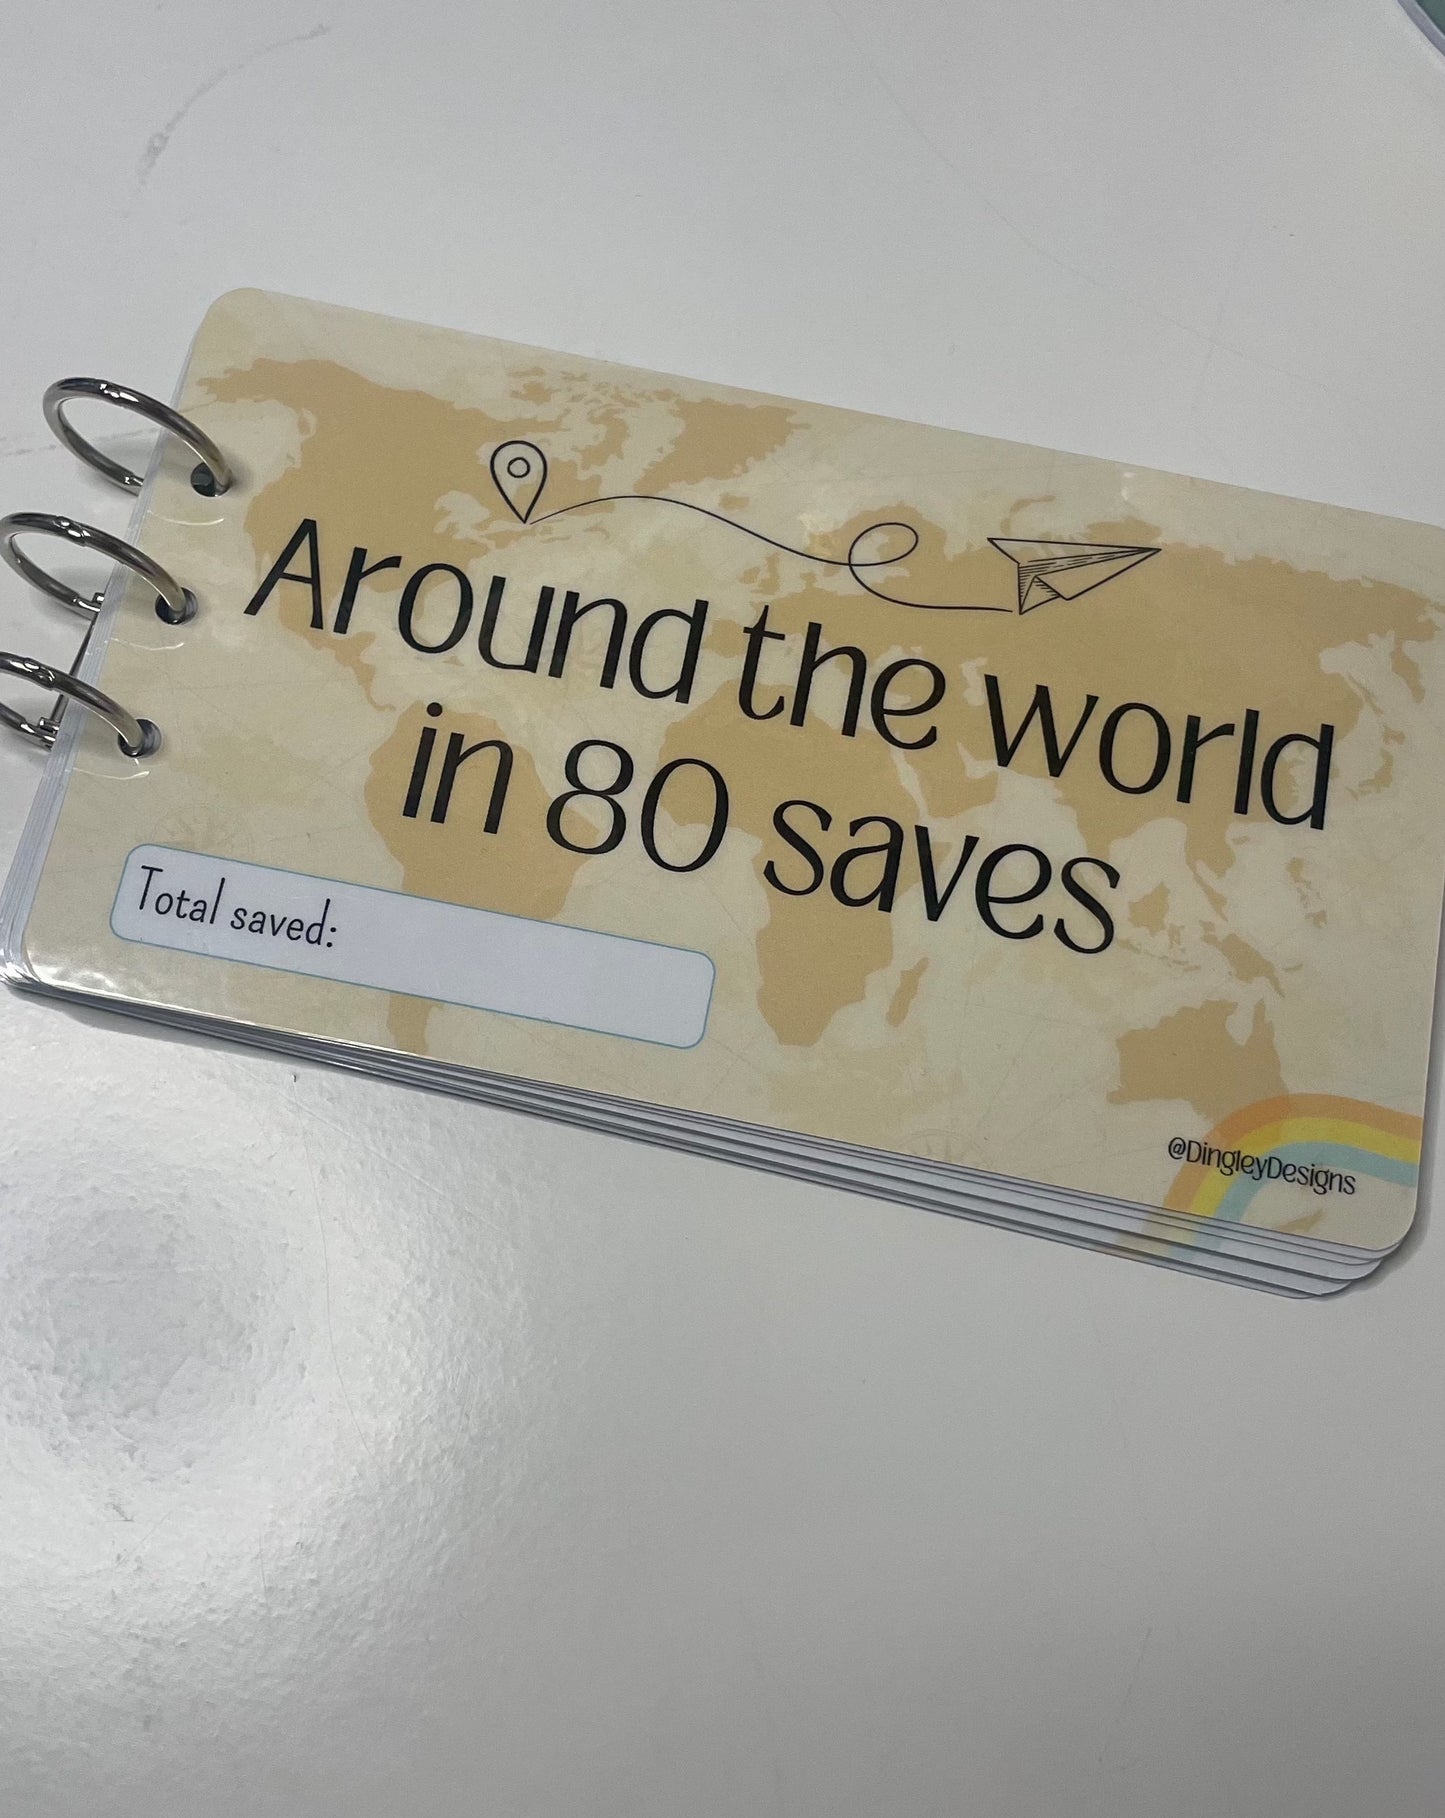 Around the world
in 80 saves
Total saved:
@DingleyDesigns